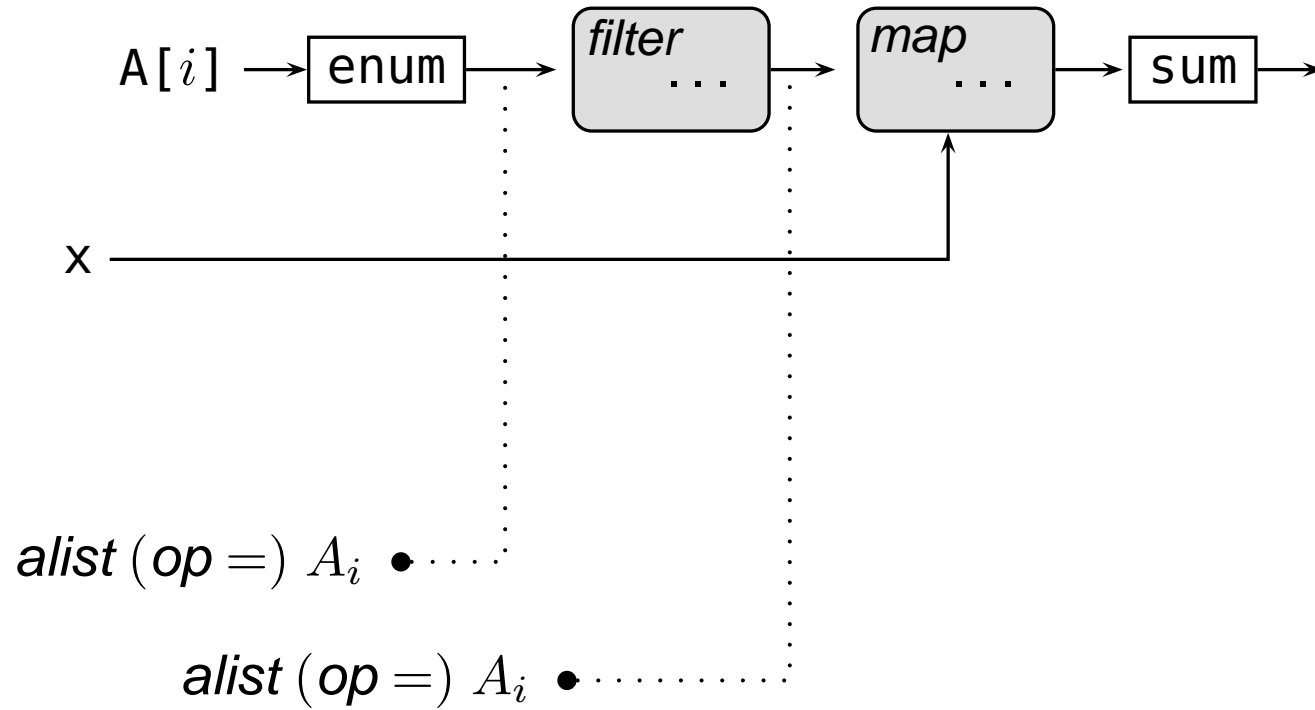 A[i] enum filter ... map ... sum
x
alist (op =) A_i
alist (op =) A_i